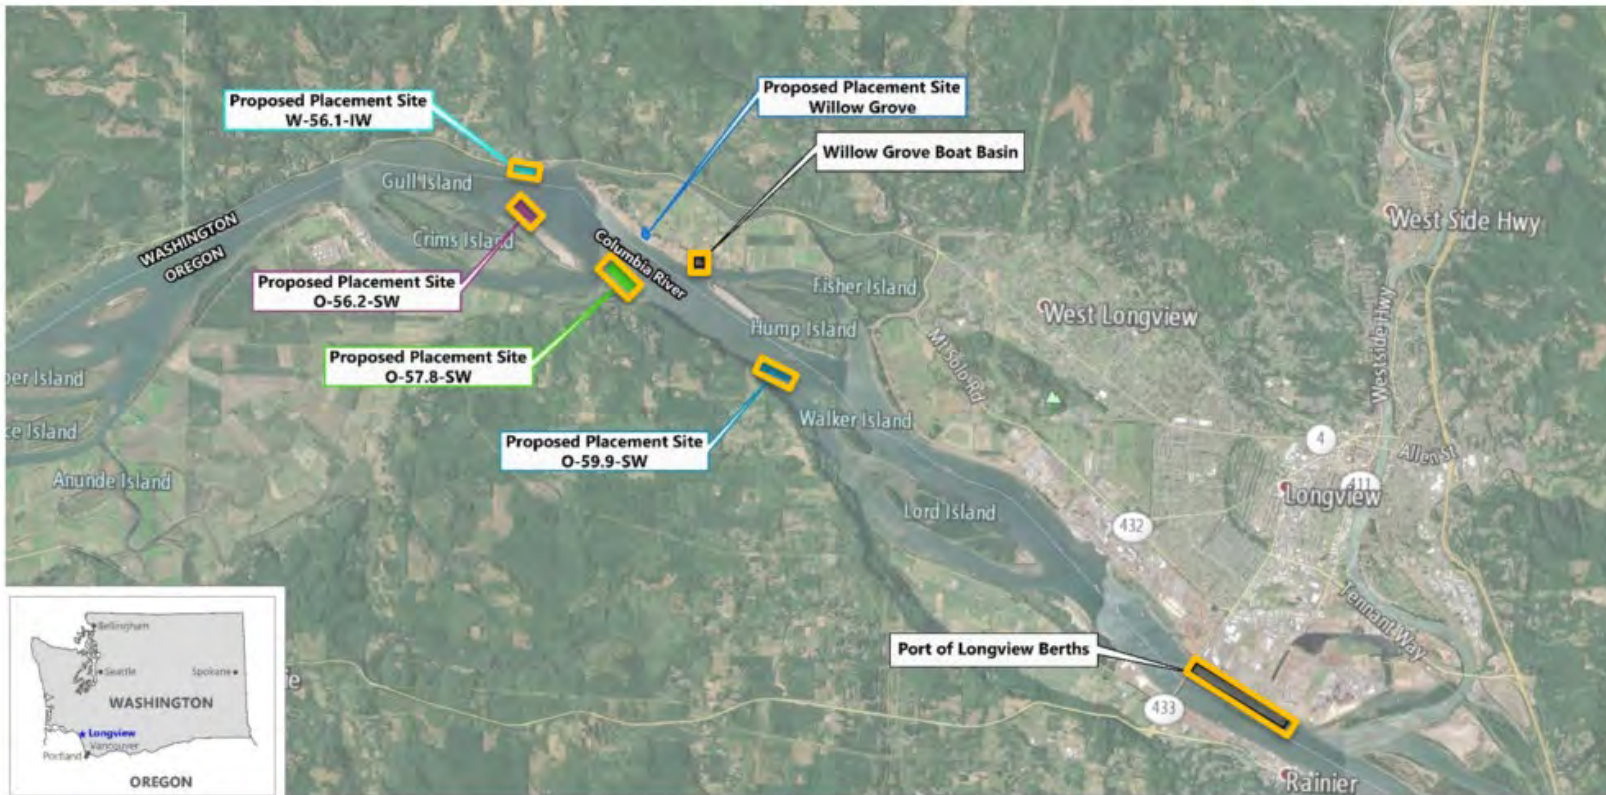 Proposed Placement Site
W-56.1-IW
Proposed Placement Site
Willow Grove
Willow Grove Boat Basin
Gull Island
WASHINGTON
OREGON
Crims Island
Columbia River
West Side Hwy
Proposed Placement Site
O-56.2-SW
Fisher Island
West Longview
Hump Island
Mt Solo Rd
Westside Hwy
Proposed Placement Site
O-57.8-SW
Island
Walker Island
Island
Proposed Placement Site
O-59.9-SW
4
Allen St
Anunde Island
411
Longview
Lord Island
432
Tennant Way
Port of Longview Berths
433
Rainier
Bellingham
Seattle
Spokane
WASHINGTON
Longview
Vancouver
Portland
OREGON